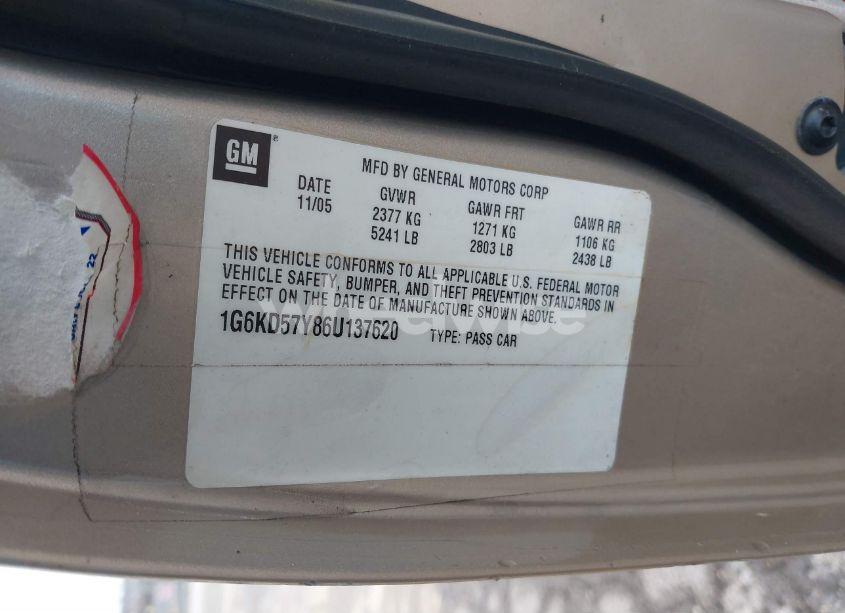 GM
MFD BY GENERAL MOTORS CORP
DATE GVWR GAWR FRT GAWR RR
11/05 2377 KG 1271 KG 1106 KG
5241 LB 2803 LB 2438 LB
THIS VEHICLE CONFORMS TO ALL APPLICABLE U.S. FEDERAL MOTOR
VEHICLE SAFETY, BUMPER, AND THEFT PREVENTION STANDARDS IN
EFFECT ON THE DATE OF MANUFACTURE SHOWN ABOVE.
1G6KD57Y86U137620 TYPE: PASS CAR
22